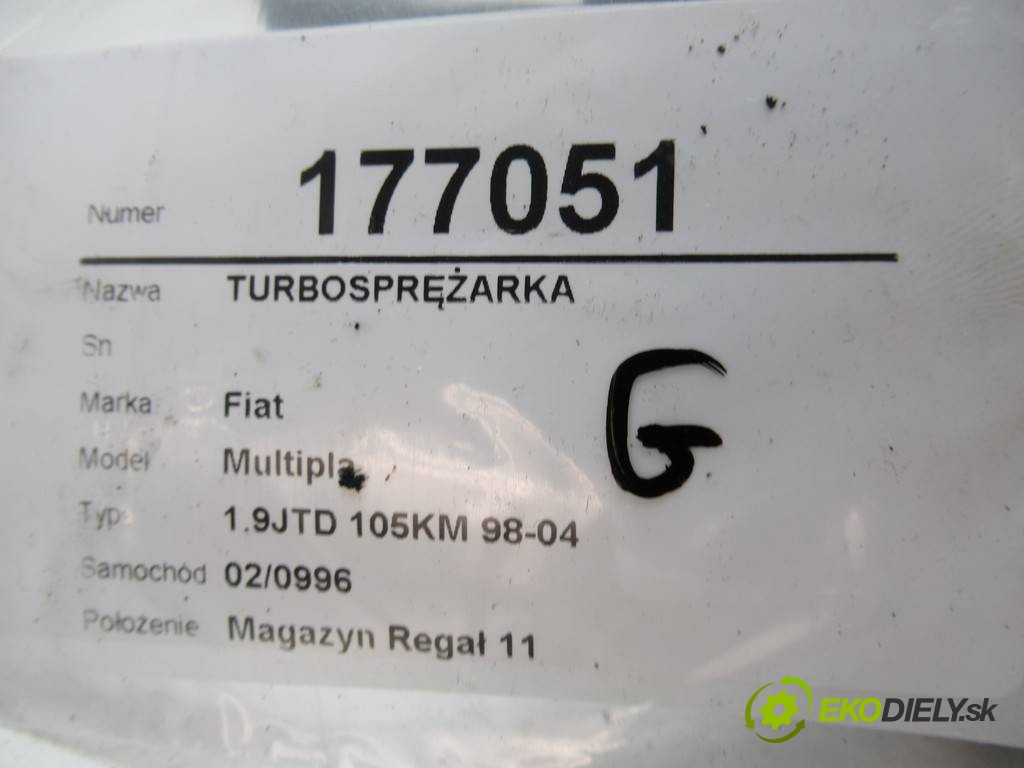 Numer 177051
Nazwa TURBOSPRĘŻARKA
Sn
Marka Fiat
Model Multipla
Typ 1.9JTD 105KM 98-04
Samochód 02/0996
Położenie Magazyn Regał 11
G
EKODIELY.sk